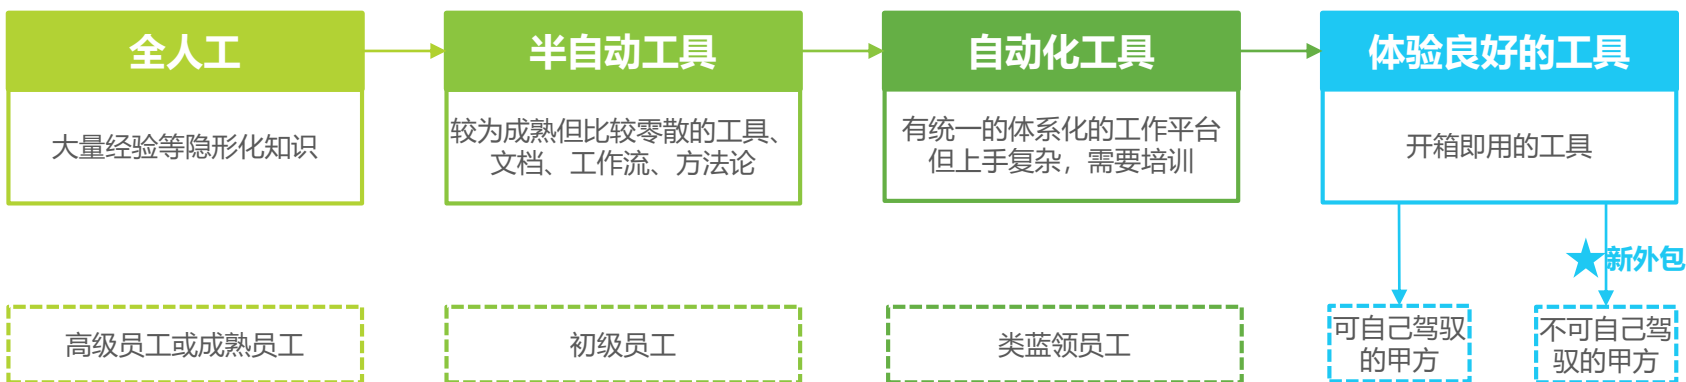 全人工
半自动工具
自动化工具
体验良好的工具
大量经验等隐形化知识
较为成熟但比较零散的工具、
文档、工作流、方法论
有统一的体系化的工作平台
但上手复杂，需要培训
开箱即用的工具
新外包
高级员工或成熟员工
初级员工
类蓝领员工
可自己驾驭
的甲方
不可自己驾
驭的甲方